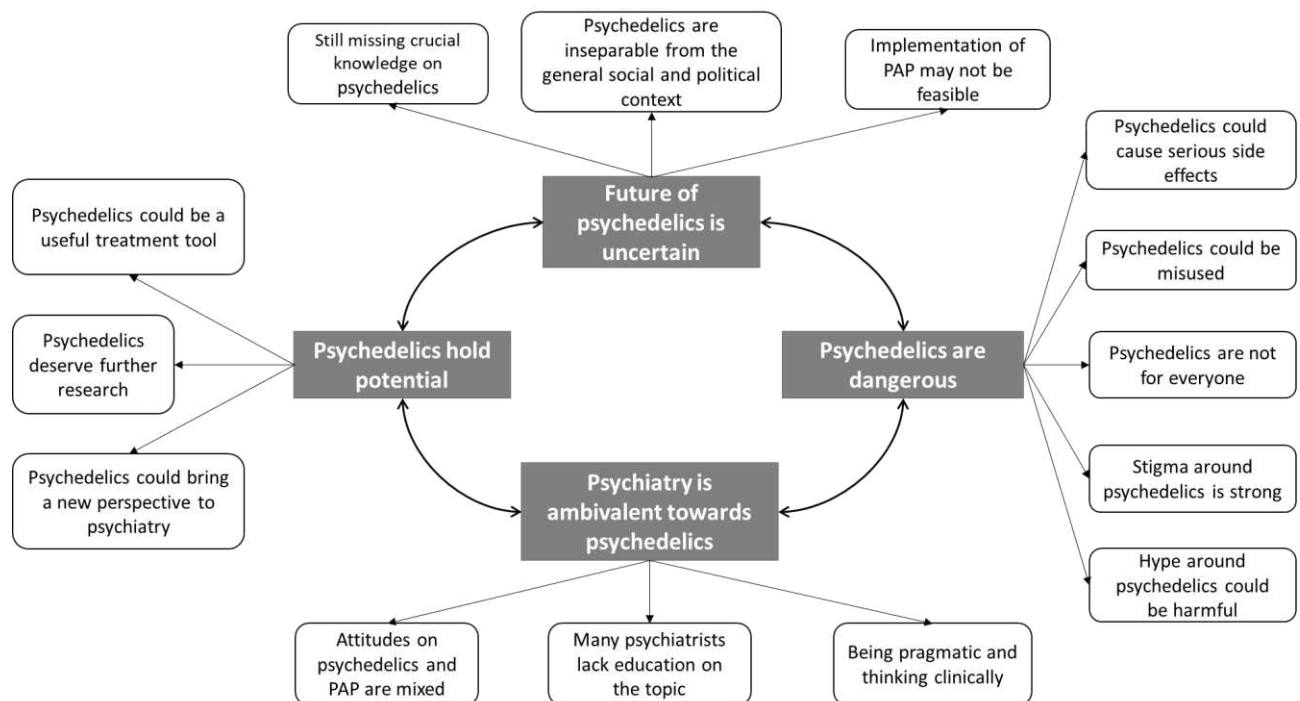 Still missing crucial
knowledge on
psychedelics
Psychedelics are
inseparable from the
general social and political
context
Implementation of
PAP may not be
feasible
Future of
psychedelics is
uncertain
Psychedelics could be a
useful treatment tool
Psychedelics
deserve further
research
Psychedelics could bring
a new perspective to
psychiatry
Psychedelics hold
potential
Psychedelics are
dangerous
Psychedelics could
cause serious side
effects
Psychedelics could be
misused
Psychedelics are not
for everyone
Stigma around
psychedelics is strong
Hype around
psychedelics could
be harmful
Psychiatry is
ambivalent towards
psychedelics
Attitudes on
psychedelics and
PAP are mixed
Many psychiatrists
lack education on
the topic
Being pragmatic and
thinking clinically